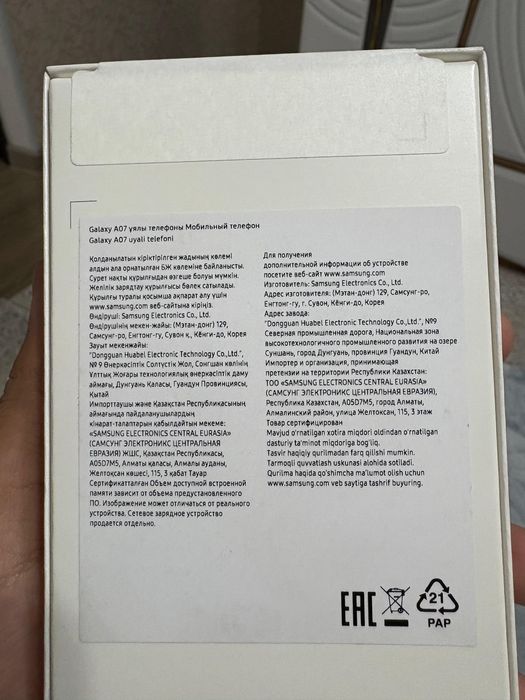 Galaxy A07 ұялы телефоны Мобильный телефон
Galaxy A07 uyali telefoni
Қолданылатын кіріктірілген жадының көлемі
алдын ала орнатылған БЖ көлеміне байланысты.
Сурет нақты құрылғыдан өзгеше болуы мүмкін.
Желілік зарядтау құрылғысы бөлек сатылады.
Құрылғы туралы қосымша ақпарат алу үшін
www.samsung.com веб-сайтына кіріңіз.
Өндіруші: Samsung Electronics Co., Ltd.
Өндірушінің мекен-жайы: (Мэтан-донг) 129,
Самсунг-ро, Енгтонг-гу, Сувон қ., Кёнги-до, Корея
Зауыт мекенжайы:
"Dongguan Huabel Electronic Technology Co.,Ltd.",
№ 9 Өнеркәсіптік Солтүстік Жол, Сонгшан көлінің
Ұлттық Жоғары технологиялық өнеркәсіптік даму
аймағы, Дунгуань Қаласы, Гуандун Провинциясы,
Қытай
Импорттаушы және Қазақстан Республикасының
аймағында пайдаланушылардың
кінарат-талаптарын қабылдайтын мекеме:
«SAMSUNG ELECTRONICS CENTRAL EURASIA»
(САМСУНГ ЭЛЕКТРОНИКС ЦЕНТРАЛЬНАЯ
ЕВРАЗИЯ) ЖШС, Қазақстан Республикасы,
A05D7M5, Алматы қаласы, Алмалы ауданы,
Желтоқсан көшесі, 115, 3 қабат Тауар
Сертификатталған Объем доступной встроенной
памяти зависит от объема предустановленного
ПО. Изображение может отличаться от реального
устройства. Сетевое зарядное устройство
продается отдельно.
Для получения
дополнительной информации об устройстве
посетите веб-сайт www.samsung.com
Изготовитель: Samsung Electronics Co., Ltd.
Адрес изготовителя: (Мэтан-донг) 129, Самсунг-ро,
Енгтонг-гу, г. Сувон, Кёнги-до, Корея
Адрес завода:
"Dongguan Huabel Electronic Technology Co.,Ltd.", №9
Северная промышленная дорога, Национальная зона
высокотехнологичного промышленного развития на озере
Суншань, город Дунгуань, провинция Гуандун, Китай
Импортер и организация, принимающая
претензии на территории Республики Казахстан:
ТОО «SAMSUNG ELECTRONICS CENTRAL EURASIA»
(САМСУНГ ЭЛЕКТРОНИКС ЦЕНТРАЛЬНАЯ ЕВРАЗИЯ),
Республика Казахстан, A05D7M5, город Алматы,
Алмалинский район, улица Желтоксан, 115, 3 этаж
Товар сертифицирован
Mavjud o'rnatilgan xotira miqdori oldindan o'rnatilgan
dasturiy ta'minot miqdoriga bog'liq.
Tasvir haqiqiy qurilmadan farq qilishi mumkin.
Tarmoqli quvvatlash uskunasi alohida sotiladi.
Qurilma haqida qo'shimcha ma'lumot olish uchun
www.samsung.com veb saytiga tashrif buyuring.
EAC
21
PAP